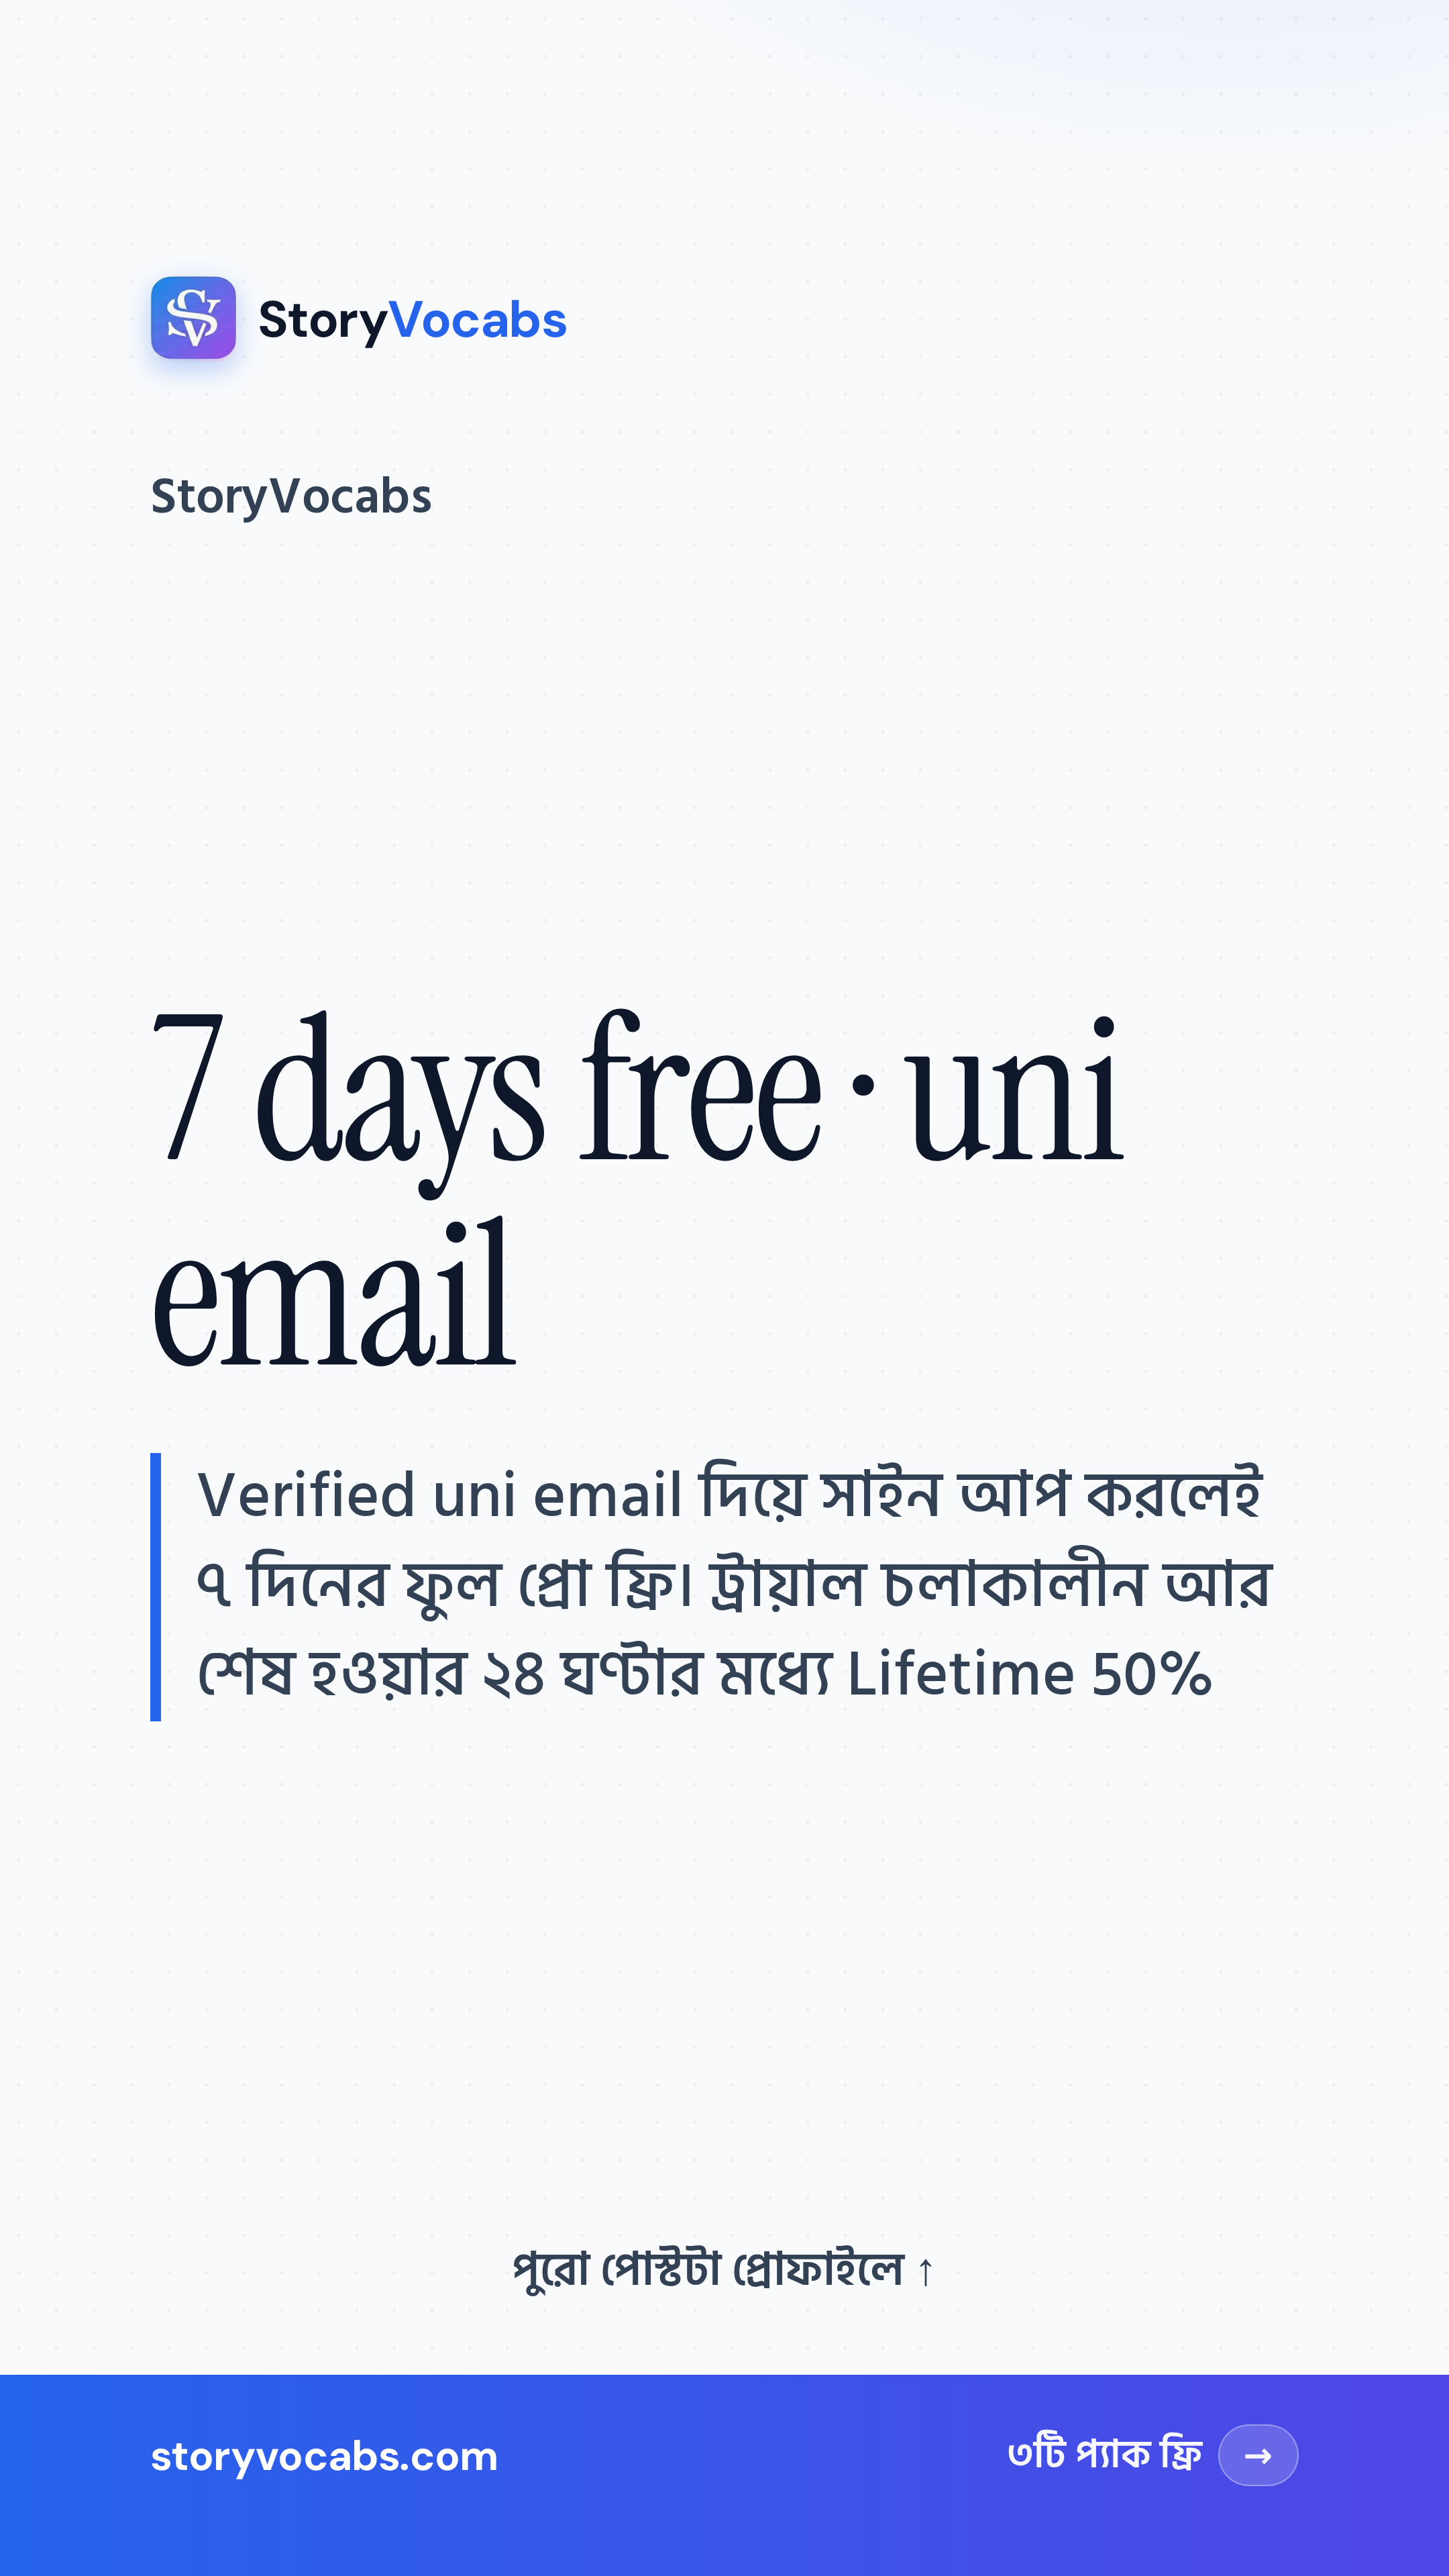 StoryVocabs
StoryVocabs
7 days free · uni
email
Verified uni email দিয়ে সাইন আপ করলেই
৭ দিনের ফুল প্রো ফ্রি। ট্রায়াল চলাকালীন আর
শেষ হওয়ার ২৪ ঘণ্টার মধ্যে Lifetime 50%
পুরো পোস্টটা প্রোফাইলে ↑
storyvocabs.com
৩টি প্যাক ফ্রি →